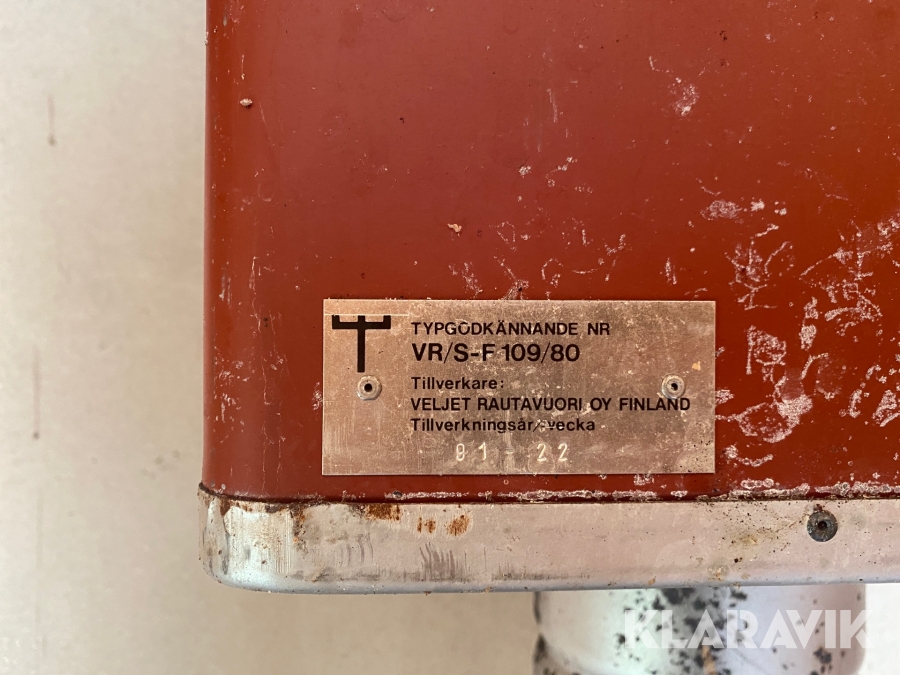 TYPGODKÄNNANDE NR
VR/S-F 109/80
Tillverkare:
VELJET RAUTAVUORI OY FINLAND
Tillverkningsår/-vecka
81 - 22
KLARAVIK